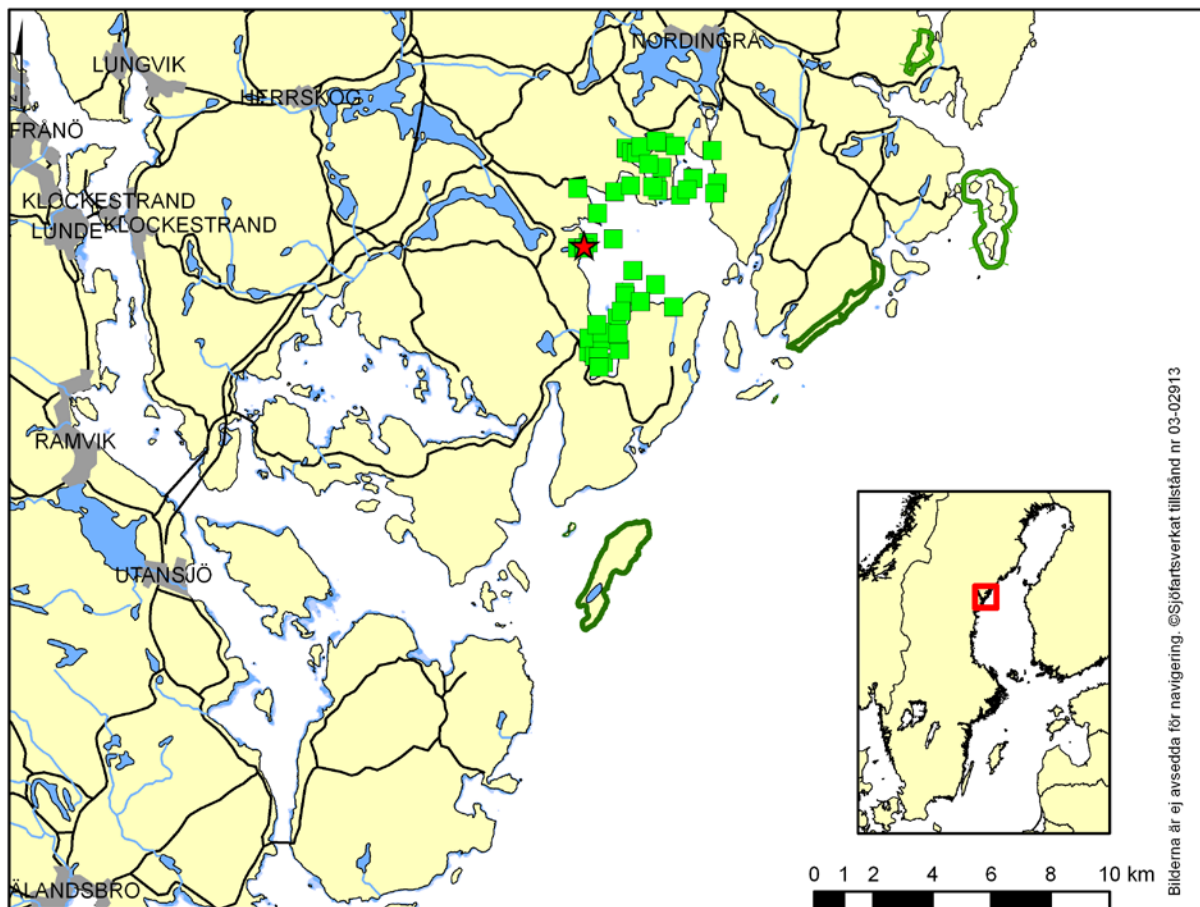 NORDINGRÅ
LUNGVIK
HERRSKOG
FRÅNÖ
KLOCKESTRAND
KLOCKESTRAND
LUNDE
RAMVIK
UTANSJÖ
ÄLANDSBRO
0 1 2 4 6 8 10 km
Bilderna är ej avsedda för navigering. ©Sjöfartsverkat tillstånd nr 03-02913